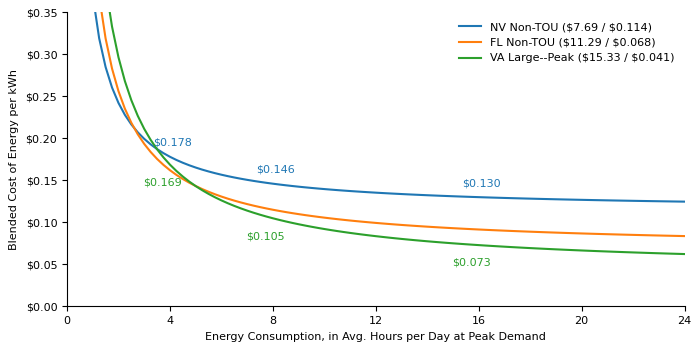 $0.35
$0.30
$0.25
$0.20
$0.15
$0.10
$0.05
$0.00
Blended Cost of Energy per kWh
NV Non-TOU ($7.69 / $0.114)
FL Non-TOU ($11.29 / $0.068)
VA Large--Peak ($15.33 / $0.041)
$0.178
$0.146
$0.130
$0.169
$0.105
$0.073
0 4 8 12 16 20 24
Energy Consumption, in Avg. Hours per Day at Peak Demand